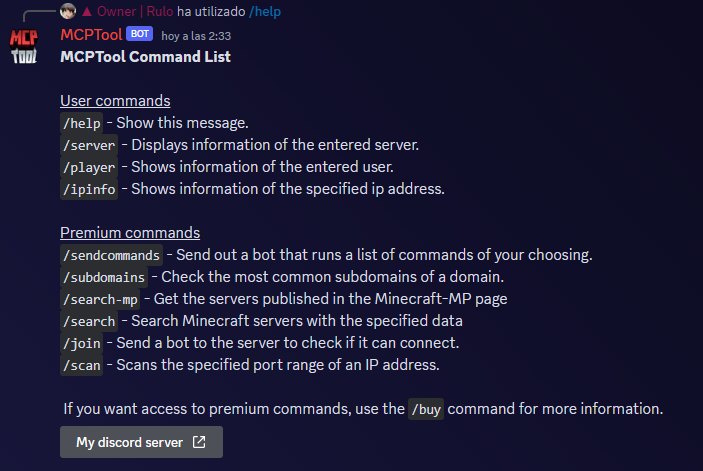 ▲ Owner | Rulo ha utilizado /help
MCP
TOOL
MCPTool BOT hoy a las 2:33
MCPTool Command List
User commands
/help - Show this message.
/server - Displays information of the entered server.
/player - Shows information of the entered user.
/ipinfo - Shows information of the specified ip address.
Premium commands
/sendcommands - Send out a bot that runs a list of commands of your choosing.
/subdomains - Check the most common subdomains of a domain.
/search-mp - Get the servers published in the Minecraft-MP page
/search - Search Minecraft servers with the specified data
/join - Send a bot to the server to check if it can connect.
/scan - Scans the specified port range of an IP address.
If you want access to premium commands, use the /buy command for more information.
My discord server